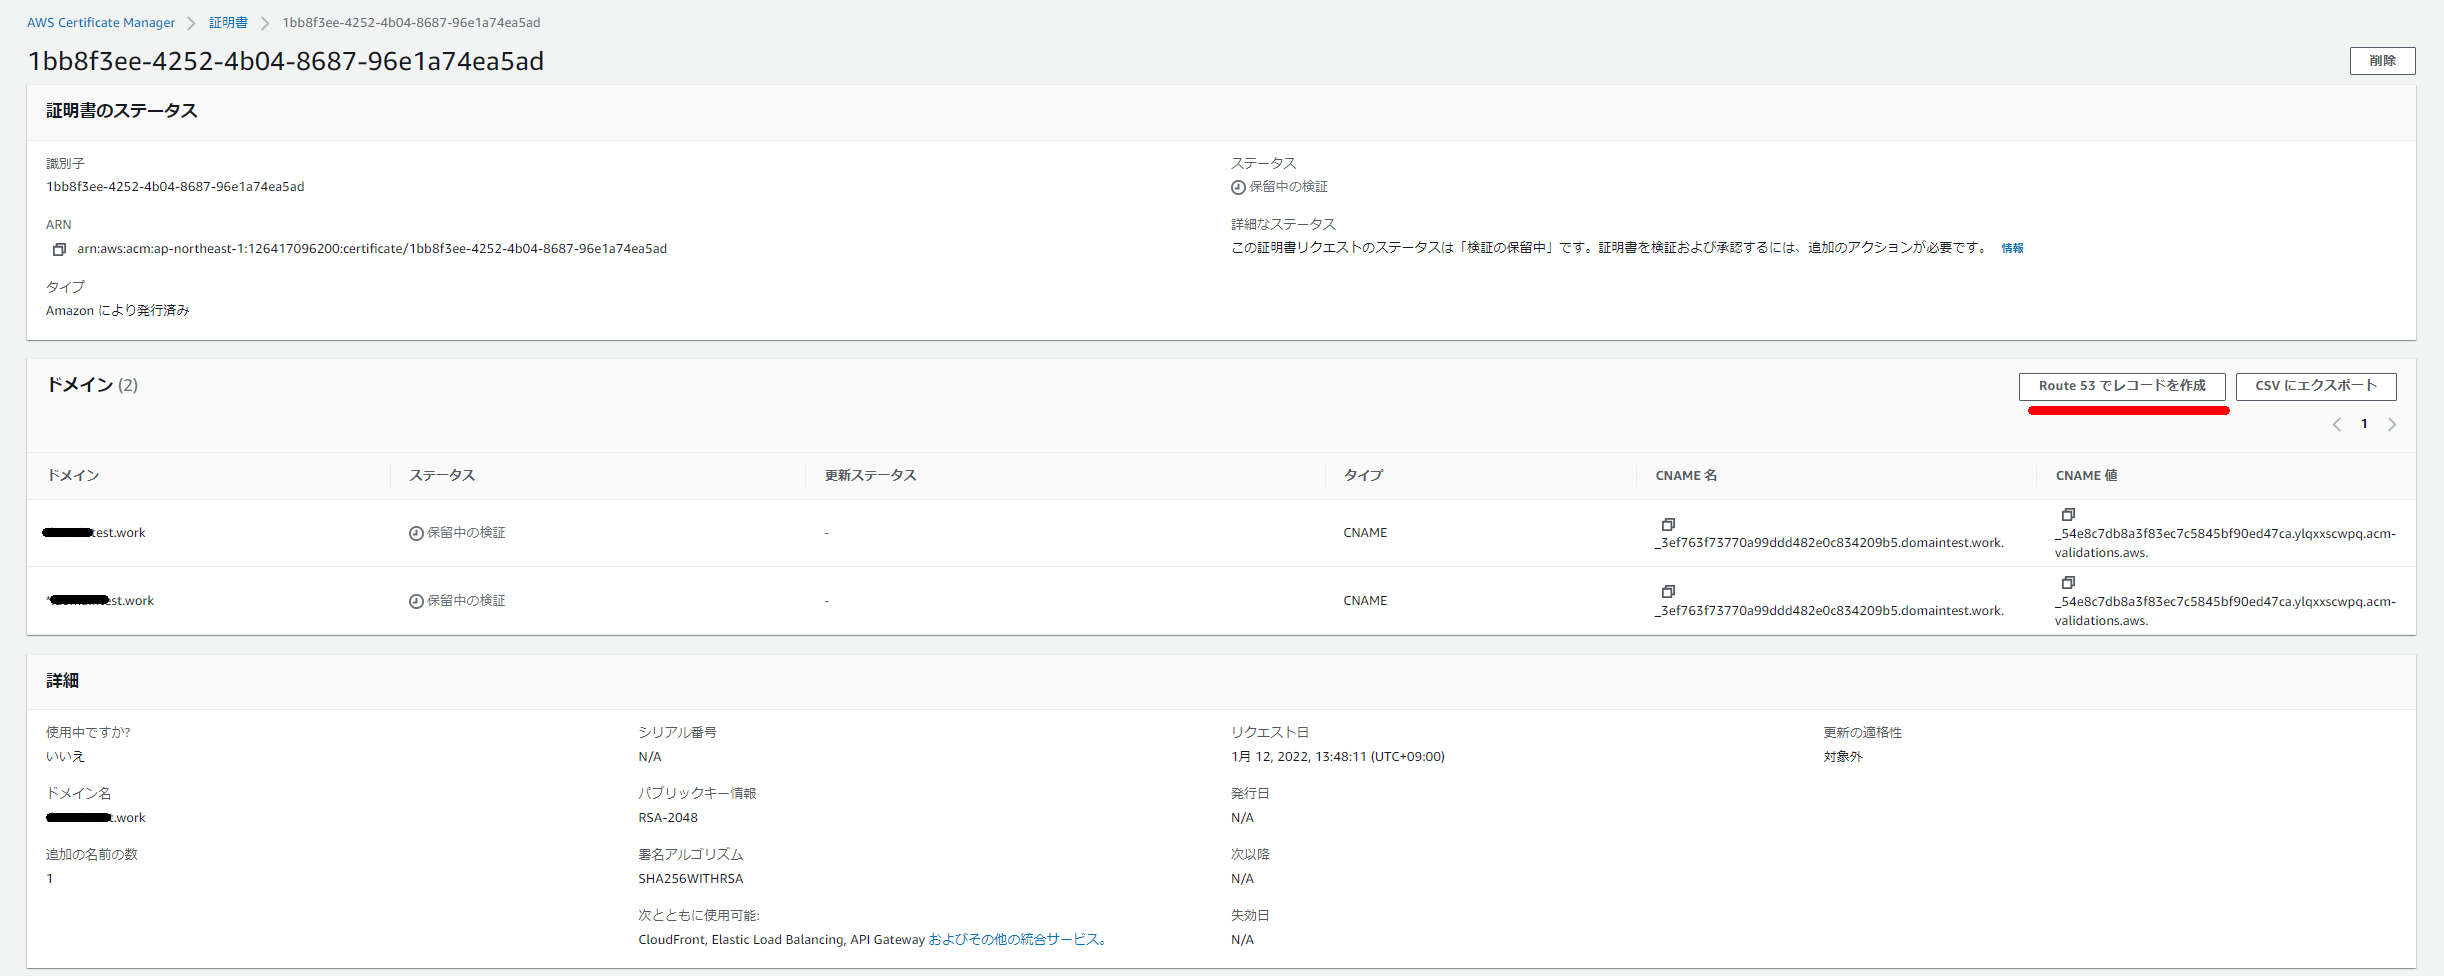 AWS Certificate Manager > 証明書 > 1bb8f3ee-4252-4b04-8687-96e1a74ea5ad
1bb8f3ee-4252-4b04-8687-96e1a74ea5ad
削除
証明書のステータス
識別子
1bb8f3ee-4252-4b04-8687-96e1a74ea5ad
ARN
arn:aws:acm:ap-northeast-1:126417096200:certificate/1bb8f3ee-4252-4b04-8687-96e1a74ea5ad
タイプ
Amazon により発行済み
ステータス
保留中の検証
詳細なステータス
この証明書リクエストのステータスは「検証の保留中」です。証明書を検証および承認するには、追加のアクションが必要です。 情報
ドメイン (2)
Route 53 でレコードを作成 CSV にエクスポート
1
ドメイン ステータス 更新ステータス タイプ CNAME 名 CNAME 値
test.work 保留中の検証 - CNAME _3ef763f73770a99ddd482e0c834209b5.domaintest.work. _54e8c7db8a3f83ec7c5845bf90ed47ca.ylqxxscwpq.acm-
validations.aws.
st.work 保留中の検証 - CNAME _3ef763f73770a99ddd482e0c834209b5.domaintest.work. _54e8c7db8a3f83ec7c5845bf90ed47ca.ylqxxscwpq.acm-
validations.aws.
詳細
使用中ですか?
いいえ
ドメイン名
.work
追加の名前の数
1
シリアル番号
N/A
パブリックキー情報
RSA-2048
署名アルゴリズム
SHA256WITHRSA
次とともに使用可能:
CloudFront, Elastic Load Balancing, API Gateway およびその他の統合サービス。
リクエスト日
1月 12, 2022, 13:48:11 (UTC+09:00)
発行日
N/A
次以降
N/A
失効日
N/A
更新の適格性
対象外